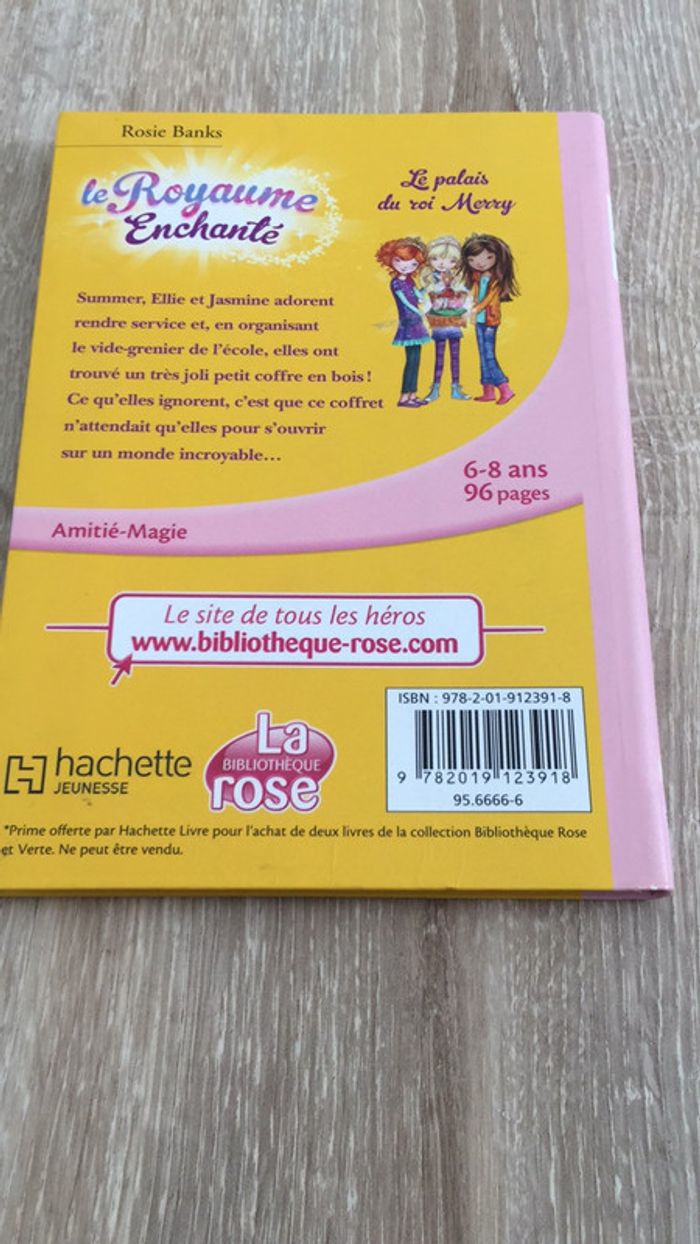 Rosie Banks
le Royaume
Enchanté
Le palais
du roi Merry
Summer, Ellie et Jasmine adorent
rendre service et, en organisant
le vide-grenier de l'école, elles ont
trouvé un très joli petit coffre en bois !
Ce qu'elles ignorent, c'est que ce coffret
n'attendait qu'elles pour s'ouvrir
sur un monde incroyable…
6-8 ans
96 pages
Amitié-Magie
Le site de tous les héros
www.bibliotheque-rose.com
ISBN : 978-2-01-912391-8
9 782019 123918
95.6666-6
hachette
JEUNESSE
La
BIBLIOTHÈQUE
rose
*Prime offerte par Hachette Livre pour l'achat de deux livres de la collection Bibliothèque Rose
et Verte. Ne peut être vendu.